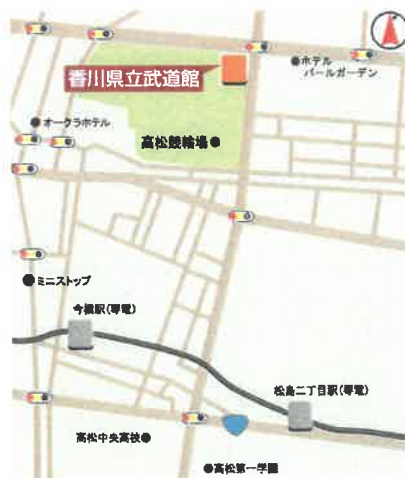 ホテル
パールガーデン
香川県立武道館
オークラホテル
高松競輪場
ミニストップ
今橋駅(琴電)
松島二丁目駅(琴電)
高松中央高校
高松第一学園